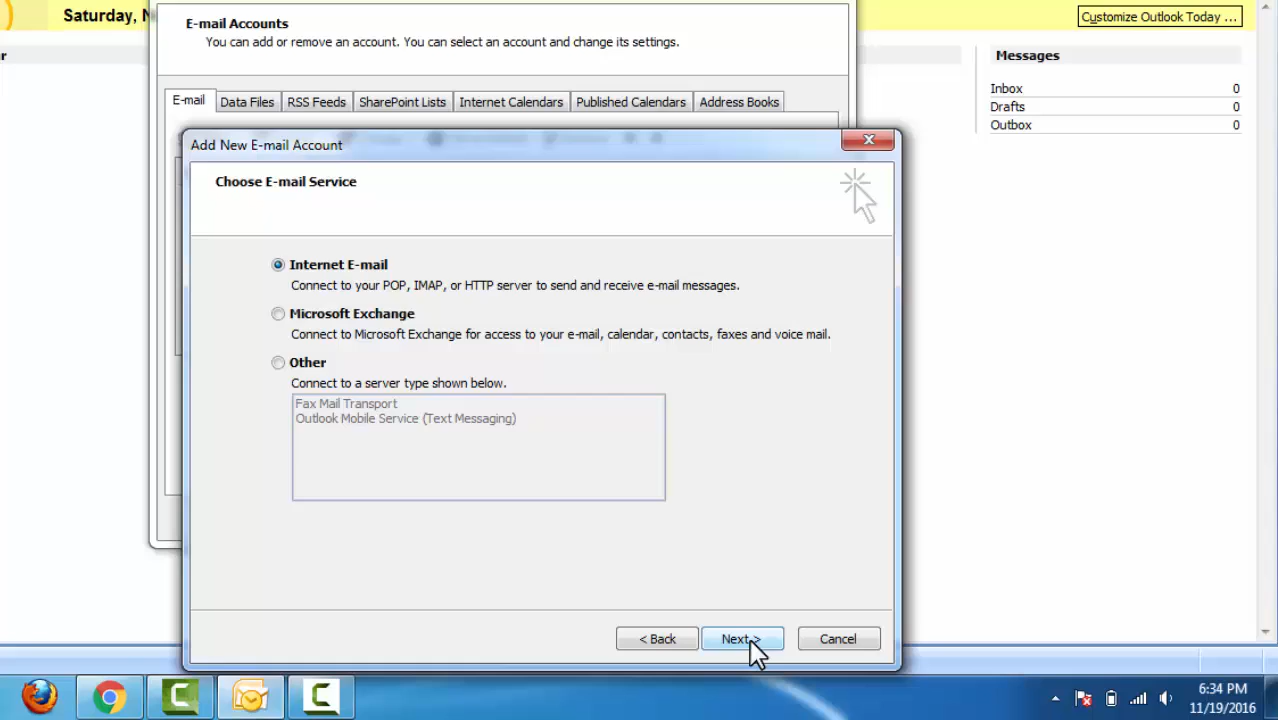 Saturday, N
Customize Outlook Today ...
E-mail Accounts
You can add or remove an account. You can select an account and change its settings.
r
Messages
Inbox 0
Drafts 0
Outbox 0
E-mail Data Files RSS Feeds SharePoint Lists Internet Calendars Published Calendars Address Books
Add New E-mail Account
Choose E-mail Service
Internet E-mail
Connect to your POP, IMAP, or HTTP server to send and receive e-mail messages.
Microsoft Exchange
Connect to Microsoft Exchange for access to your e-mail, calendar, contacts, faxes and voice mail.
Other
Connect to a server type shown below.
Fax Mail Transport
Outlook Mobile Service (Text Messaging)
< Back Next > Cancel
6:34 PM
11/19/2016